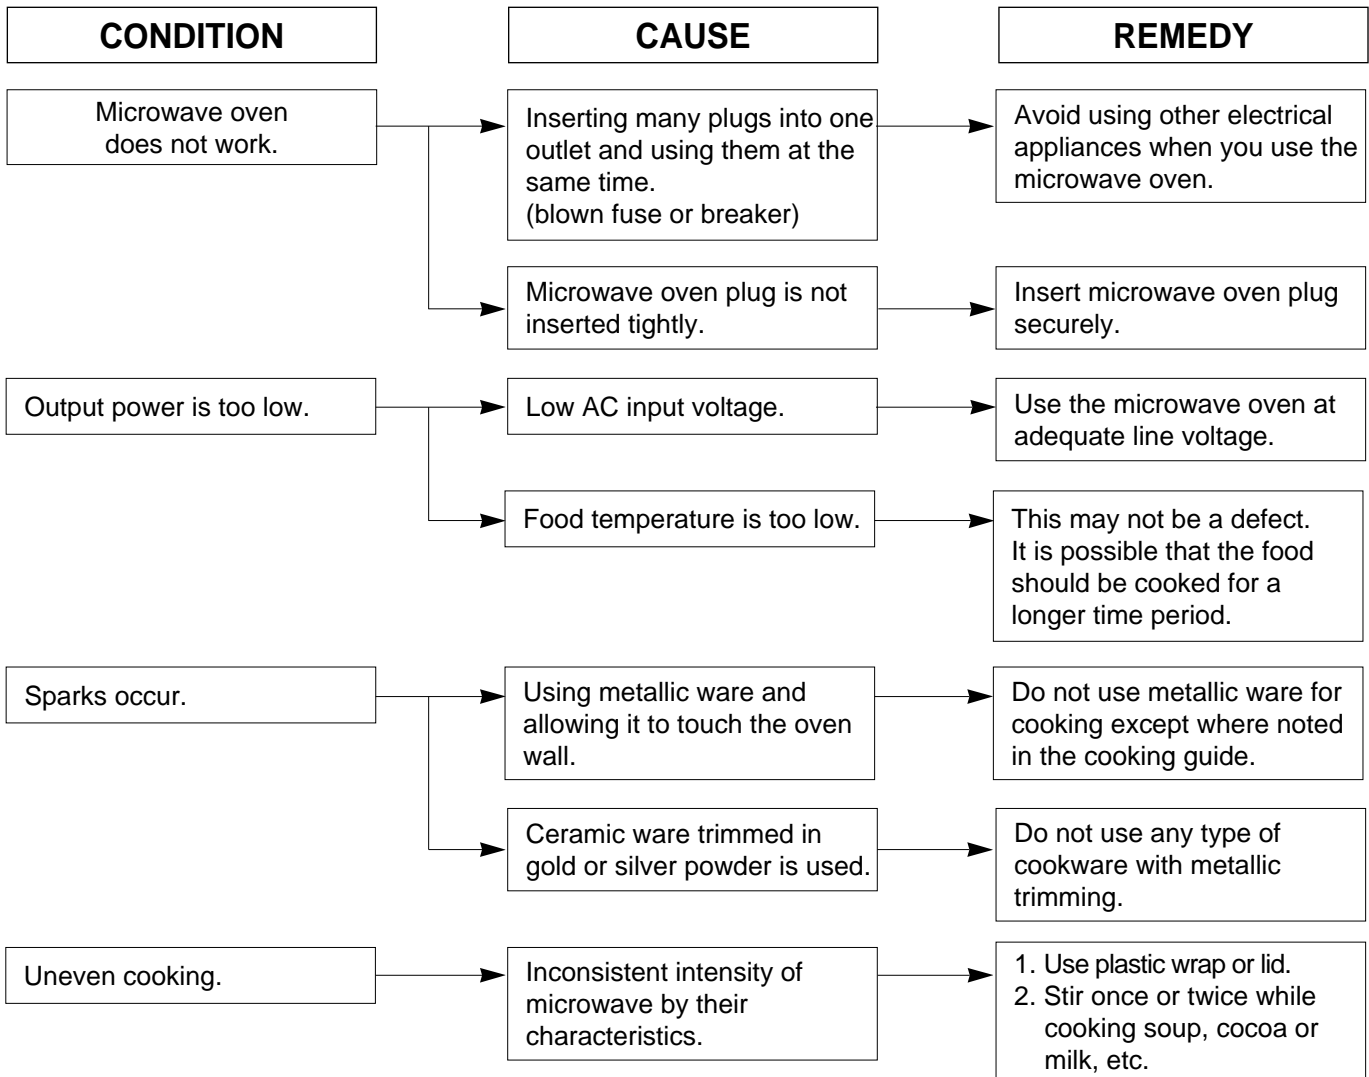 CONDITION
CAUSE
REMEDY
Microwave oven
does not work.
Inserting many plugs into one
outlet and using them at the
same time.
(blown fuse or breaker)
Avoid using other electrical
appliances when you use the
microwave oven.
Microwave oven plug is not
inserted tightly.
Insert microwave oven plug
securely.
Output power is too low.
Low AC input voltage.
Use the microwave oven at
adequate line voltage.
Food temperature is too low.
This may not be a defect.
It is possible that the food
should be cooked for a
longer time period.
Sparks occur.
Using metallic ware and
allowing it to touch the oven
wall.
Do not use metallic ware for
cooking except where noted
in the cooking guide.
Ceramic ware trimmed in
gold or silver powder is used.
Do not use any type of
cookware with metallic
trimming.
Uneven cooking.
Inconsistent intensity of
microwave by their
characteristics.
1. Use plastic wrap or lid.
2. Stir once or twice while
cooking soup, cocoa or
milk, etc.